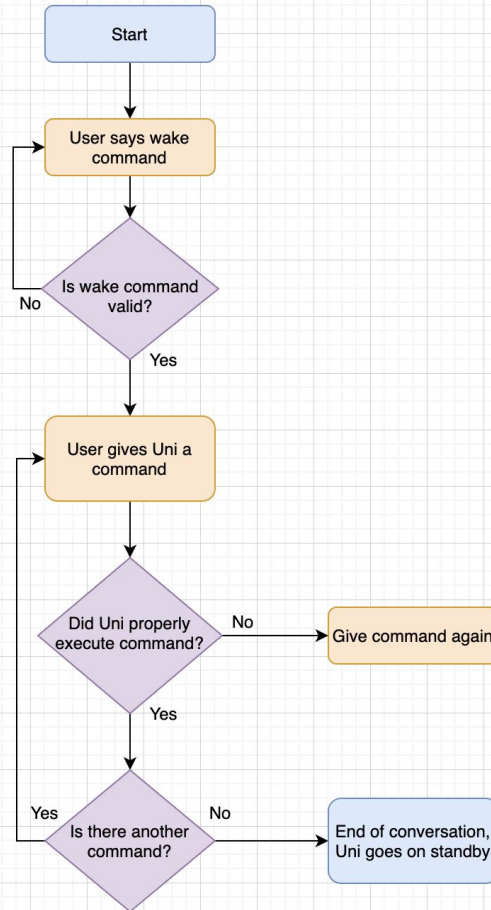 Start
User says wake
command
Is wake command
valid?
No
Yes
User gives Uni a
command
Did Uni properly
execute command?
No
Give command again
Yes
Yes
Is there another
command?
No
End of conversation,
Uni goes on standby